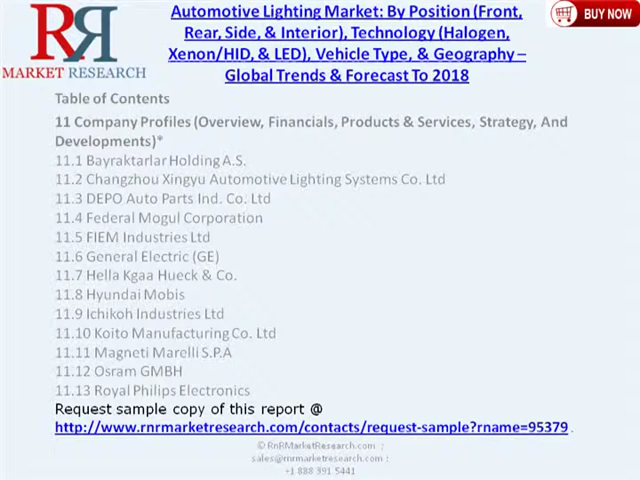 RR
MARKET RESEARCH
BUY NOW
Automotive Lighting Market: By Position (Front,
Rear, Side, & Interior), Technology (Halogen,
Xenon/HID, & LED), Vehicle Type, & Geography –
Global Trends & Forecast To 2018
Table of Contents
11 Company Profiles (Overview, Financials, Products & Services, Strategy, And
Developments)*
11.1 Bayraktarlar Holding A.S.
11.2 Changzhou Xingyu Automotive Lighting Systems Co. Ltd
11.3 DEPO Auto Parts Ind. Co. Ltd
11.4 Federal Mogul Corporation
11.5 FIEM Industries Ltd
11.6 General Electric (GE)
11.7 Hella Kgaa Hueck & Co.
11.8 Hyundai Mobis
11.9 Ichikoh Industries Ltd
11.10 Koito Manufacturing Co. Ltd
11.11 Magneti Marelli S.P.A
11.12 Osram GMBH
11.13 Royal Philips Electronics
Request sample copy of this report @
http://www.rnrmarketresearch.com/contacts/request-sample?rname=95379 .
© RnRMarketResearch.com ;
sales@rnrmarketresearch.com ;
+1 888 391 5441